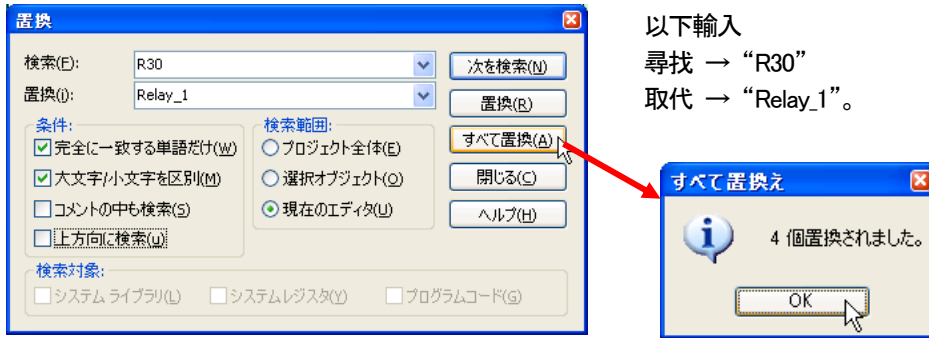 置換
検索(F):
R30
次を検索(N)
置換(I):
Relay_1
置換(R)
条件:
完全に一致する単語だけ(W)
大文字/小文字を区別(M)
コメントの中も検索(S)
上方向に検索(U)
検索範囲:
プロジェクト全体(E)
選択オブジェクト(O)
現在のエディタ(U)
すべて置換(A)
閉じる(C)
ヘルプ(H)
検索対象:
システム ライブラリ(L)
システムレジスタ(Y)
プログラムコード(G)
以下輸入
尋找 → “R30”
取代 → “Relay_1”。
すべて置換え
4 個置換されました。
OK